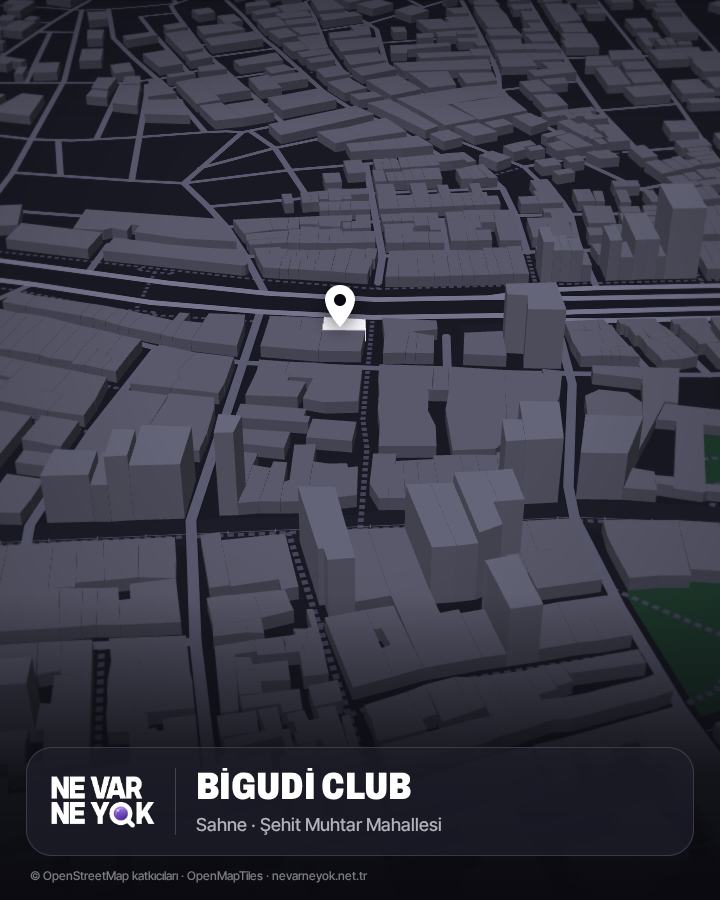 NE VAR
NE YOK
BİGUDİ CLUB
Sahne · Şehit Muhtar Mahallesi
© OpenStreetMap katkıcıları · OpenMapTiles · nevarneyok.net.tr